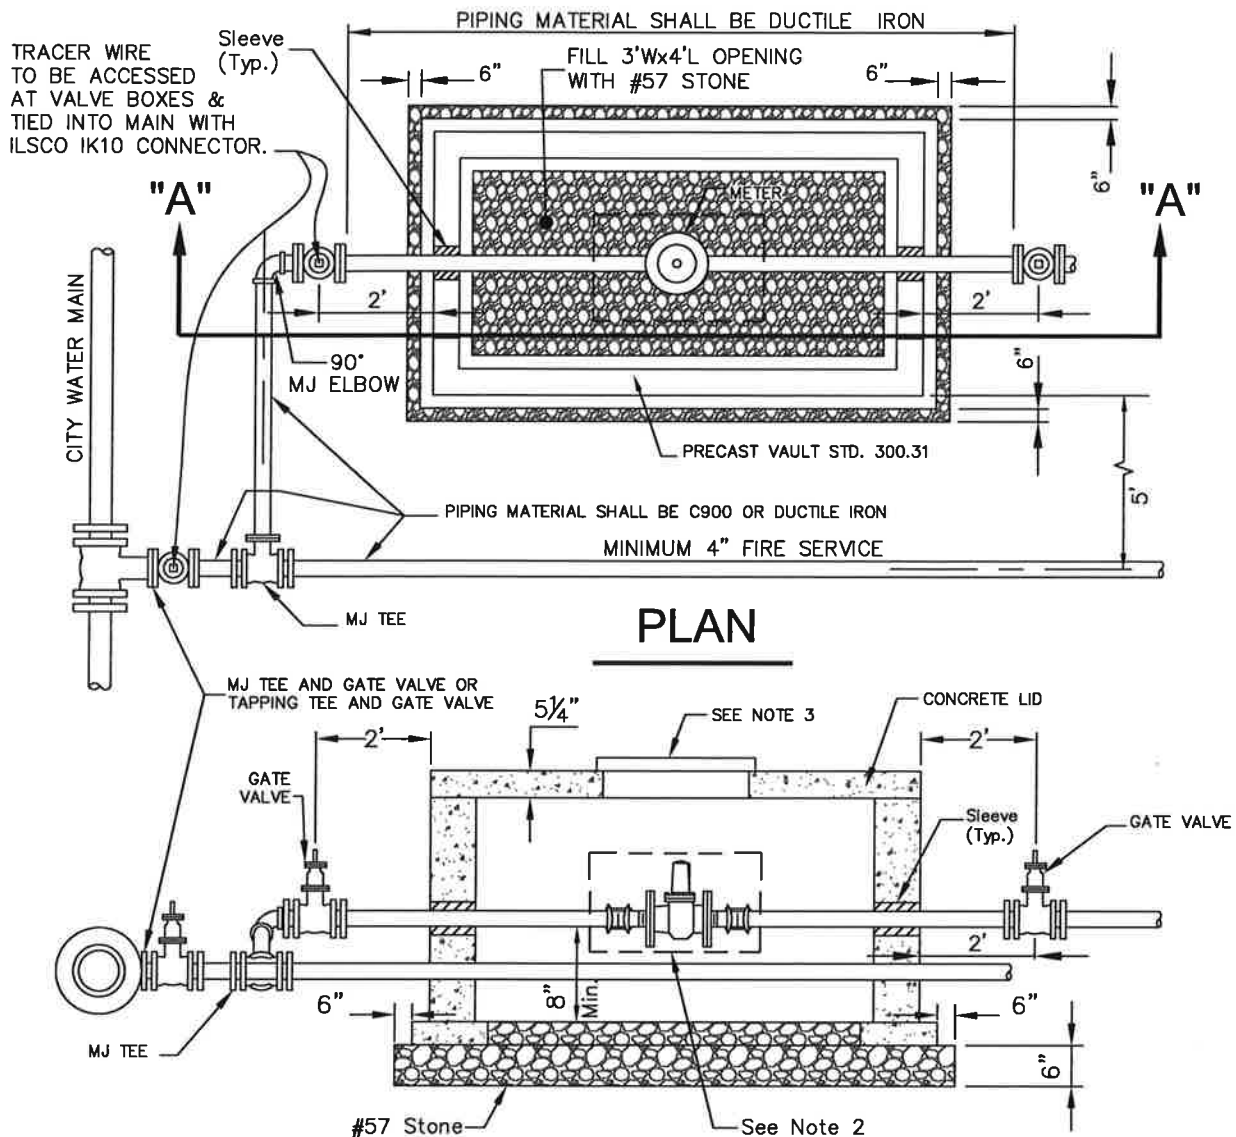 PIPING MATERIAL SHALL BE DUCTILE IRON
TRACER WIRE
TO BE ACCESSED
AT VALVE BOXES &
TIED INTO MAIN WITH
ILSCO IK10 CONNECTOR.
Sleeve
(Typ.)
6"
FILL 3'Wx4'L OPENING
WITH #57 STONE
6"
6"
"A"
"A"
METER
2'
2'
CITY WATER MAIN
90°
MJ ELBOW
6"
PRECAST VAULT STD. 300.31
5'
PIPING MATERIAL SHALL BE C900 OR DUCTILE IRON
MINIMUM 4" FIRE SERVICE
MJ TEE
PLAN
MJ TEE AND GATE VALVE OR
TAPPING TEE AND GATE VALVE
5¼"
SEE NOTE 3
CONCRETE LID
2'
2'
GATE
VALVE
Sleeve
(Typ.)
GATE VALVE
2'
6"
8"
Min.
6"
MJ TEE
6"
#57 Stone
See Note 2